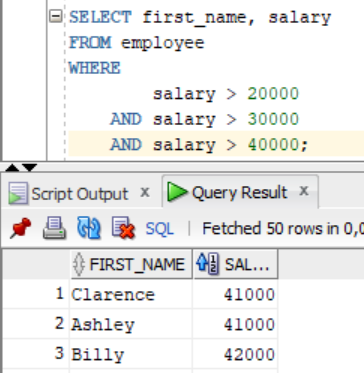 SELECT first_name, salary
FROM employee
WHERE
salary > 20000
AND salary > 30000
AND salary > 40000;
Script Output x Query Result x
SQL | Fetched 50 rows in 0,0
FIRST_NAME SAL...
1 Clarence 41000
2 Ashley 41000
3 Billy 42000